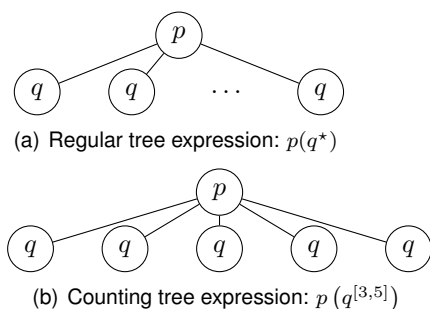 p
q q … q
(a) Regular tree expression: p(q⋆)
p
q q q q q
(b) Counting tree expression: p (q^[3,5])